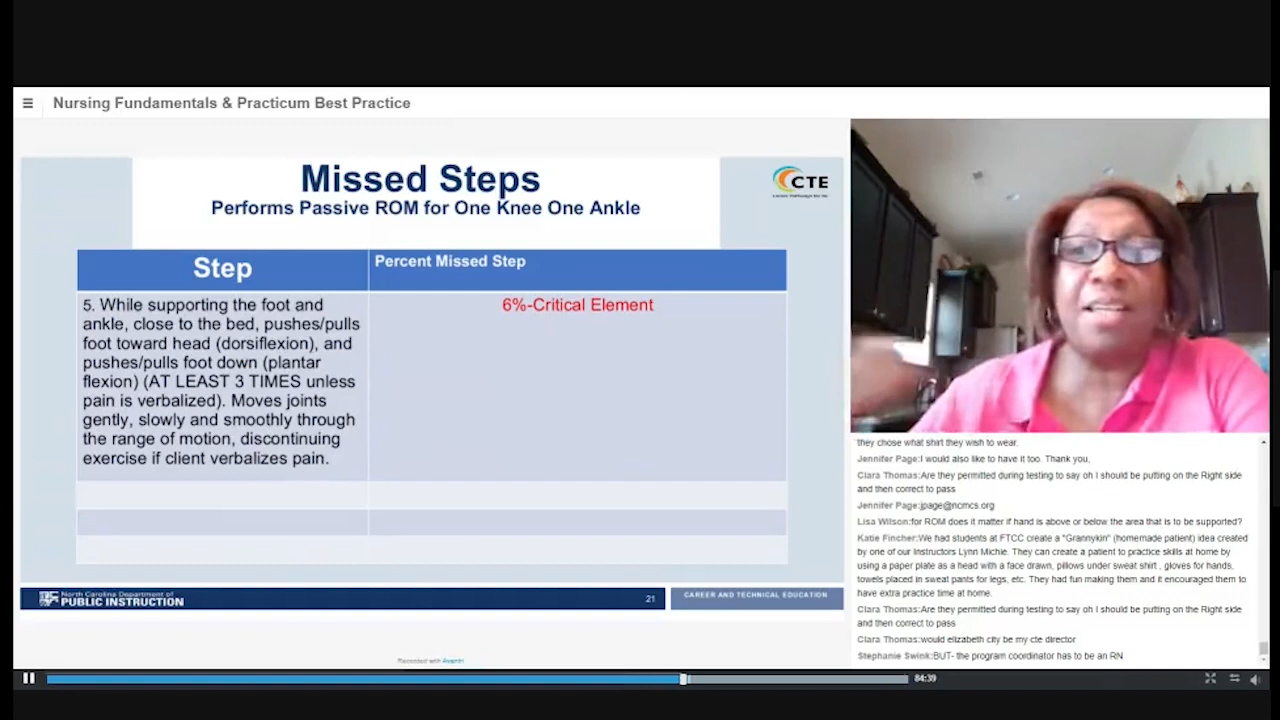 Nursing Fundamentals & Practicum Best Practice
Missed Steps
Performs Passive ROM for One Knee One Ankle
CTE
Step
Percent Missed Step
5. While supporting the foot and
ankle, close to the bed, pushes/pulls
foot toward head (dorsiflexion), and
pushes/pulls foot down (plantar
flexion) (AT LEAST 3 TIMES unless
pain is verbalized). Moves joints
gently, slowly and smoothly through
the range of motion, discontinuing
exercise if client verbalizes pain.
6%-Critical Element
North Carolina Department of
PUBLIC INSTRUCTION
21
CAREER AND TECHNICAL EDUCATION
Recorded with
they chose what shirt they wish to wear.
Jennifer Page:I would also like to have it too. Thank you,
Clara Thomas:Are they permitted during testing to say oh I should be putting on the Right side
and then correct to pass
Jennifer Page:jpage@ncmcs.org
Lisa Wilson:for ROM does it matter if hand is above or below the area that is to be supported?
Katie Fincher:We had students at FTCC create a "Grannykin" (homemade patient) idea created
by one of our Instructors Lynn Michie. They can create a patient to practice skills at home by
using a paper plate as a head with a face drawn, pillows under sweat shirt , gloves for hands,
towels placed in sweat pants for legs, etc. They had fun making them and it encouraged them to
have extra practice time at home.
Clara Thomas:Are they permitted during testing to say oh I should be putting on the Right side
and then correct to pass
Clara Thomas:would elizabeth city be my cte director
Stephanie Swink:BUT- the program coordinator has to be an RN
84:39